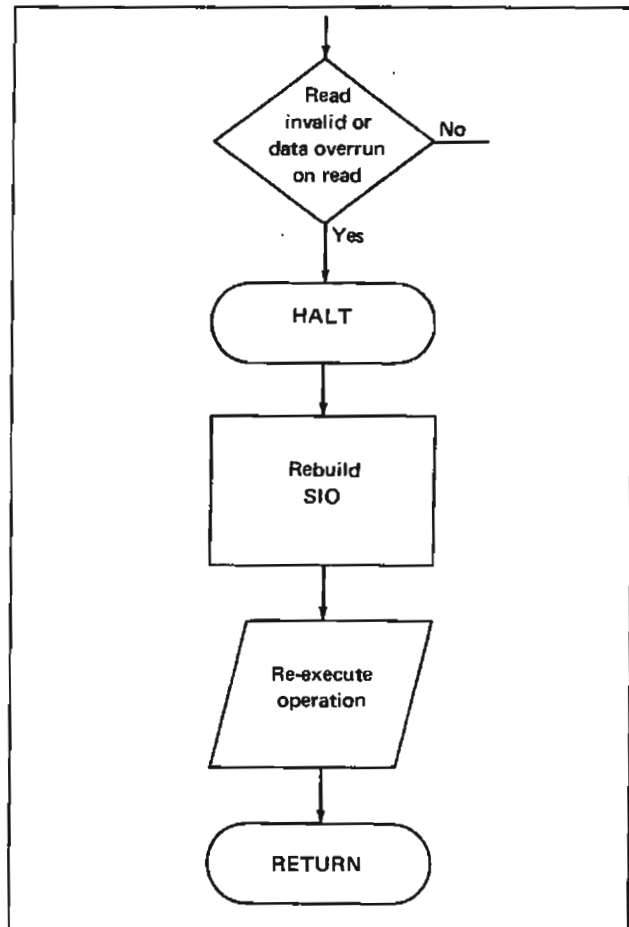 Read
invalid or
data overrun
on read
No
Yes
HALT
Rebuild
SIO
Re-execute
operation
RETURN